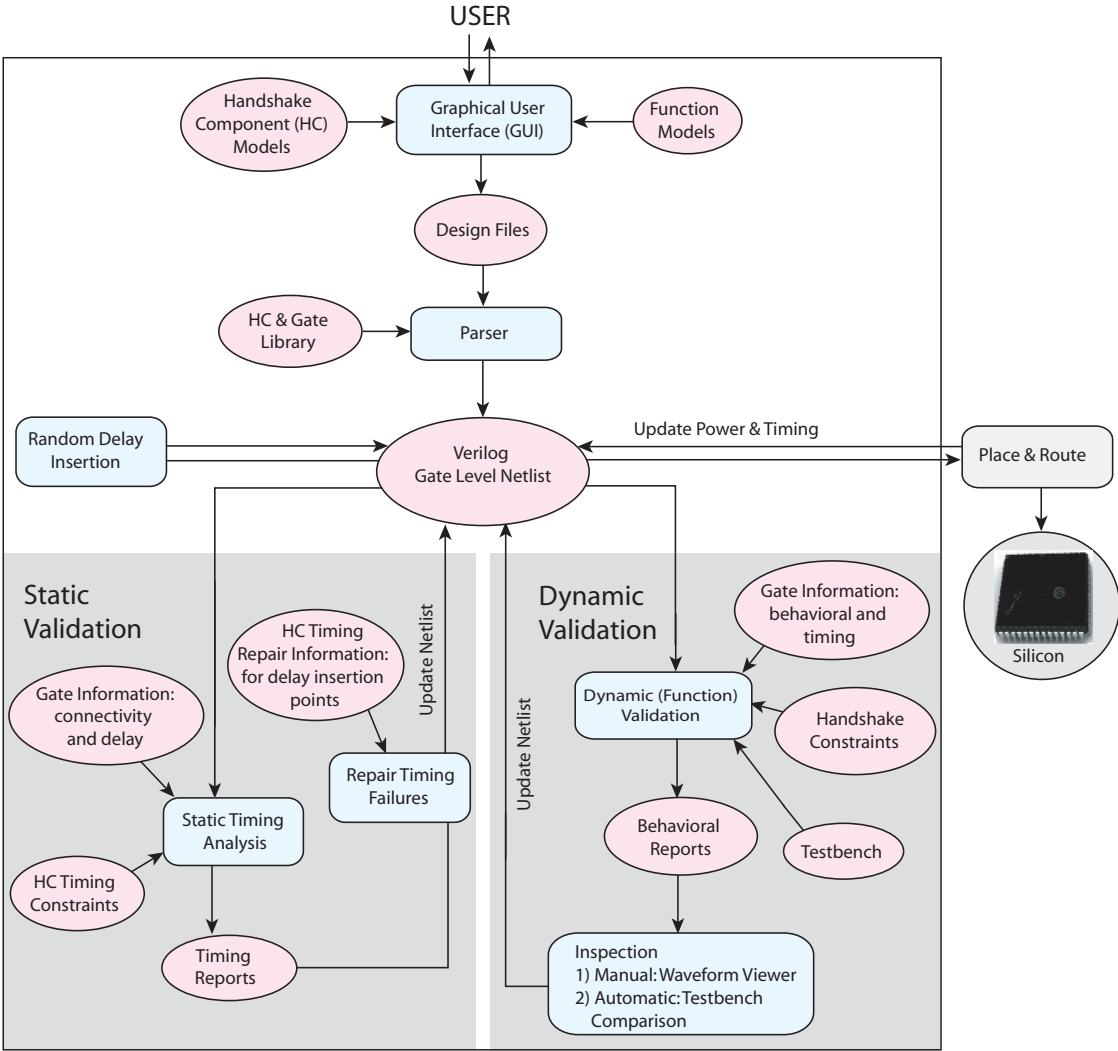 USER
Handshake
Component (HC)
Models
Graphical User
Interface (GUI)
Function
Models
Design Files
HC & Gate
Library
Parser
Random Delay
Insertion
Verilog
Gate Level Netlist
Update Power & Timing
Place & Route
Silicon
Static
Validation
HC Timing
Repair Information:
for delay insertion
points
Update Netlist
Gate Information:
connectivity
and delay
Repair Timing
Failures
Static Timing
Analysis
HC Timing
Constraints
Timing
Reports
Dynamic
Validation
Gate Information:
behavioral and
timing
Update Netlist
Dynamic (Function)
Validation
Handshake
Constraints
Behavioral
Reports
Testbench
Inspection
1) Manual: Waveform Viewer
2) Automatic: Testbench
Comparison